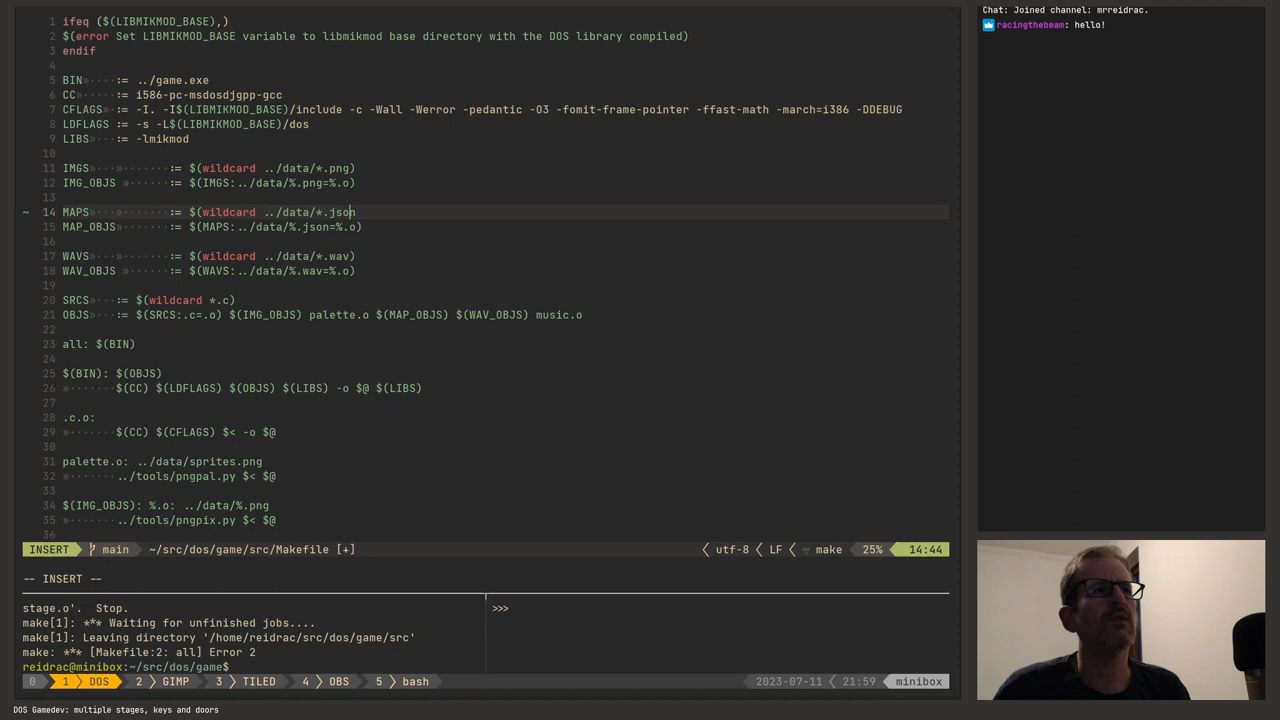 1 ifeq ($(LIBMIKMOD_BASE),)
2 $(error Set LIBMIKMOD_BASE variable to libmikmod base directory with the DOS library compiled)
3 endif
4
5 BIN»····:= ../game.exe
6 CC»·····:= i586-pc-msdosdjgpp-gcc
7 CFLAGS»·:= -I. -I$(LIBMIKMOD_BASE)/include -c -Wall -Werror -pedantic -O3 -fomit-frame-pointer -ffast-math -march=i386 -DDEBUG
8 LDFLAGS := -s -L$(LIBMIKMOD_BASE)/dos
9 LIBS»···:= -lmikmod
10
11 IMGS»···»·······:= $(wildcard ../data/*.png)
12 IMG_OBJS »······:= $(IMGS:../data/%.png=%.o)
13
~ 14 MAPS»···»·······:= $(wildcard ../data/*.json
15 MAP_OBJS»·······:= $(MAPS:../data/%.json=%.o)
16
17 WAVS»···»·······:= $(wildcard ../data/*.wav)
18 WAV_OBJS »······:= $(WAVS:../data/%.wav=%.o)
19
20 SRCS»···:= $(wildcard *.c)
21 OBJS»···:= $(SRCS:.c=.o) $(IMG_OBJS) palette.o $(MAP_OBJS) $(WAV_OBJS) music.o
22
23 all: $(BIN)
24
25 $(BIN): $(OBJS)
26 »·······$(CC) $(LDFLAGS) $(OBJS) $(LIBS) -o $@ $(LIBS)
27
28 .c.o:
29 »·······$(CC) $(CFLAGS) $< -o $@
30
31 palette.o: ../data/sprites.png
32 »·······../tools/pngpal.py $< $@
33
34 $(IMG_OBJS): %.o: ../data/%.png
35 »·······../tools/pngpix.py $< $@
36
INSERT main ~/src/dos/game/src/Makefile [+] utf-8 LF make 25% 14:44
-- INSERT --
stage.o'.  Stop.
make[1]: *** Waiting for unfinished jobs....
make[1]: Leaving directory '/home/reidrac/src/dos/game/src'
make: *** [Makefile:2: all] Error 2
reidrac@minibox:~/src/dos/game$
>>>
0 1 DOS 2 GIMP 3 TILED 4 OBS 5 bash 2023-07-11 21:59 minibox
DOS Gamedev: multiple stages, keys and doors
Chat: Joined channel: mrreidrac.
racingthebeam: hello!